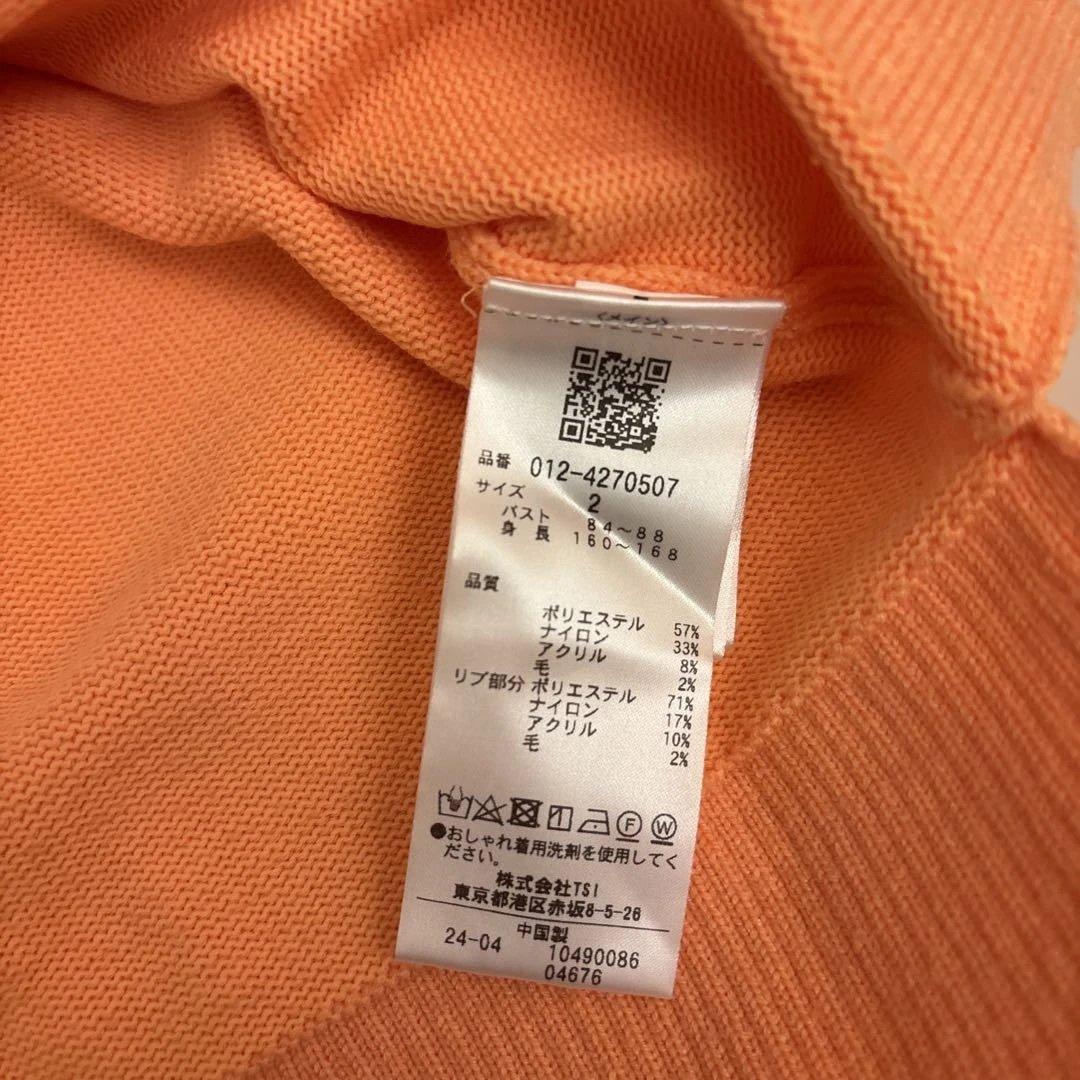 〈メイン〉
品番 012-4270507
サイズ 2
バスト 84～88
身長 160～168
品質
ポリエステル 57%
ナイロン 33%
アクリル 8%
毛 2%
リブ部分 ポリエステル 71%
ナイロン 17%
アクリル 10%
毛 2%
F W
●おしゃれ着用洗剤を使用してく
ださい。
株式会社TSI
東京都港区赤坂8-5-26
中国製
24-04 10490086
04676